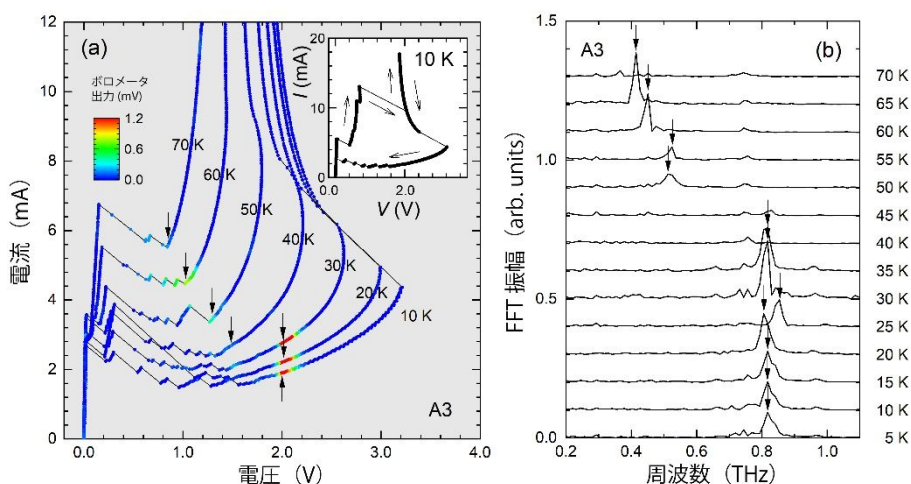 (a)
ボロメータ
出力 (mV)
1.2
0.6
0.0
70 K
60 K
50 K
40 K
30 K
20 K
10 K
A3
12
10
8
6
4
2
0
電流 (mA)
0.0
1.0
2.0
3.0
4.0
電圧 (V)
10 K
20
10
0
I (mA)
0
2.0
V (V)
A3
(b)
1.5
1.0
0.5
0.0
FFT 振幅 (arb. units)
0.2
0.4
0.6
0.8
1.0
周波数 (THz)
70 K
65 K
60 K
55 K
50 K
45 K
40 K
35 K
30 K
25 K
20 K
15 K
10 K
5 K